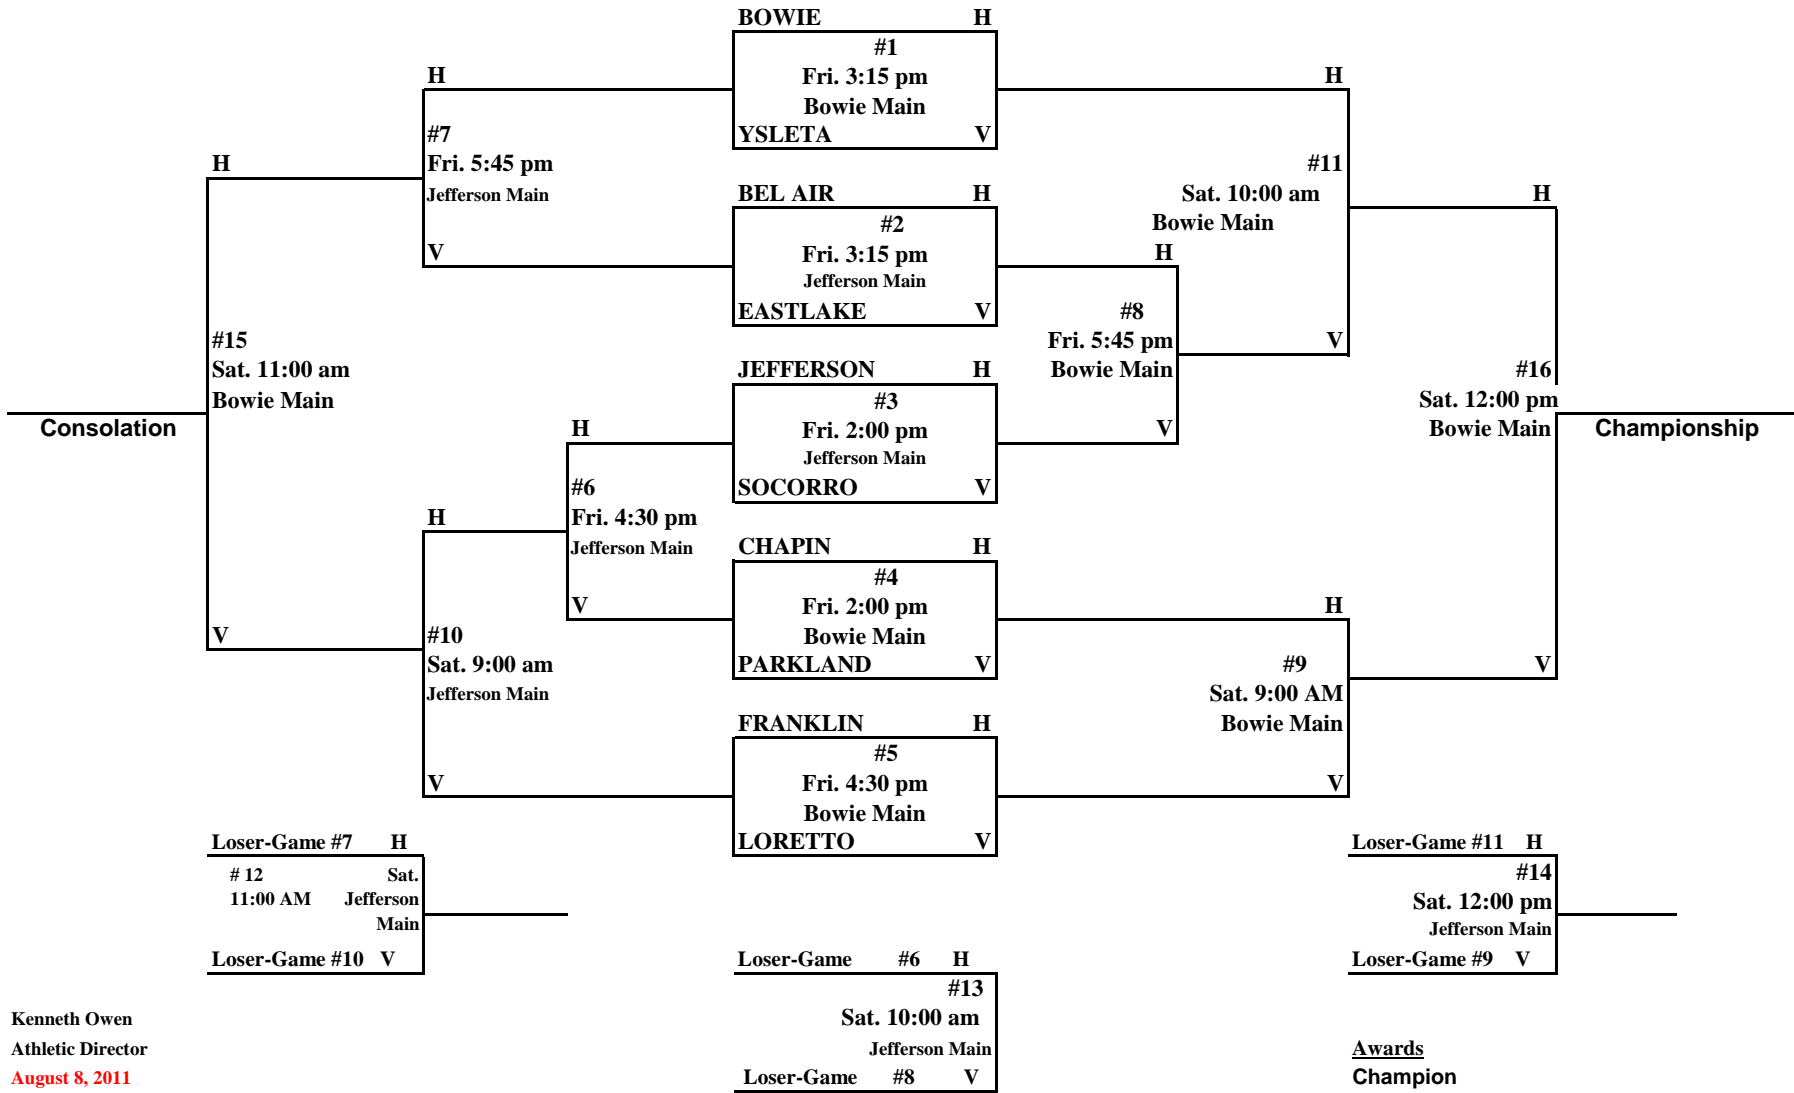 BOWIE H
#1
Fri. 3:15 pm
Bowie Main
YSLETA V
H
#7
Fri. 5:45 pm
Jefferson Main
V
H
#15
Sat. 11:00 am
Bowie Main
Consolation
V
BEL AIR H
#2
Fri. 3:15 pm
Jefferson Main
EASTLAKE V
JEFFERSON H
#3
Fri. 2:00 pm
Jefferson Main
SOCORRO V
H
#6
Fri. 4:30 pm
Jefferson Main
V
H
#10
Sat. 9:00 am
Jefferson Main
V
CHAPIN H
#4
Fri. 2:00 pm
Bowie Main
PARKLAND V
FRANKLIN H
#5
Fri. 4:30 pm
Bowie Main
LORETTO V
H
#11
Sat. 10:00 am
Bowie Main
V
H
#8
Fri. 5:45 pm
Bowie Main
V
H
#16
Sat. 12:00 pm
Bowie Main
Championship
V
H
#9
Sat. 9:00 AM
Bowie Main
V
Loser-Game #7 H
# 12 Sat.
11:00 AM Jefferson
Main
Loser-Game #10 V
Loser-Game #6 H
#13
Sat. 10:00 am
Jefferson Main
Loser-Game #8 V
Loser-Game #11 H
#14
Sat. 12:00 pm
Jefferson Main
Loser-Game #9 V
Kenneth Owen
Athletic Director
August 8, 2011
Awards
Champion